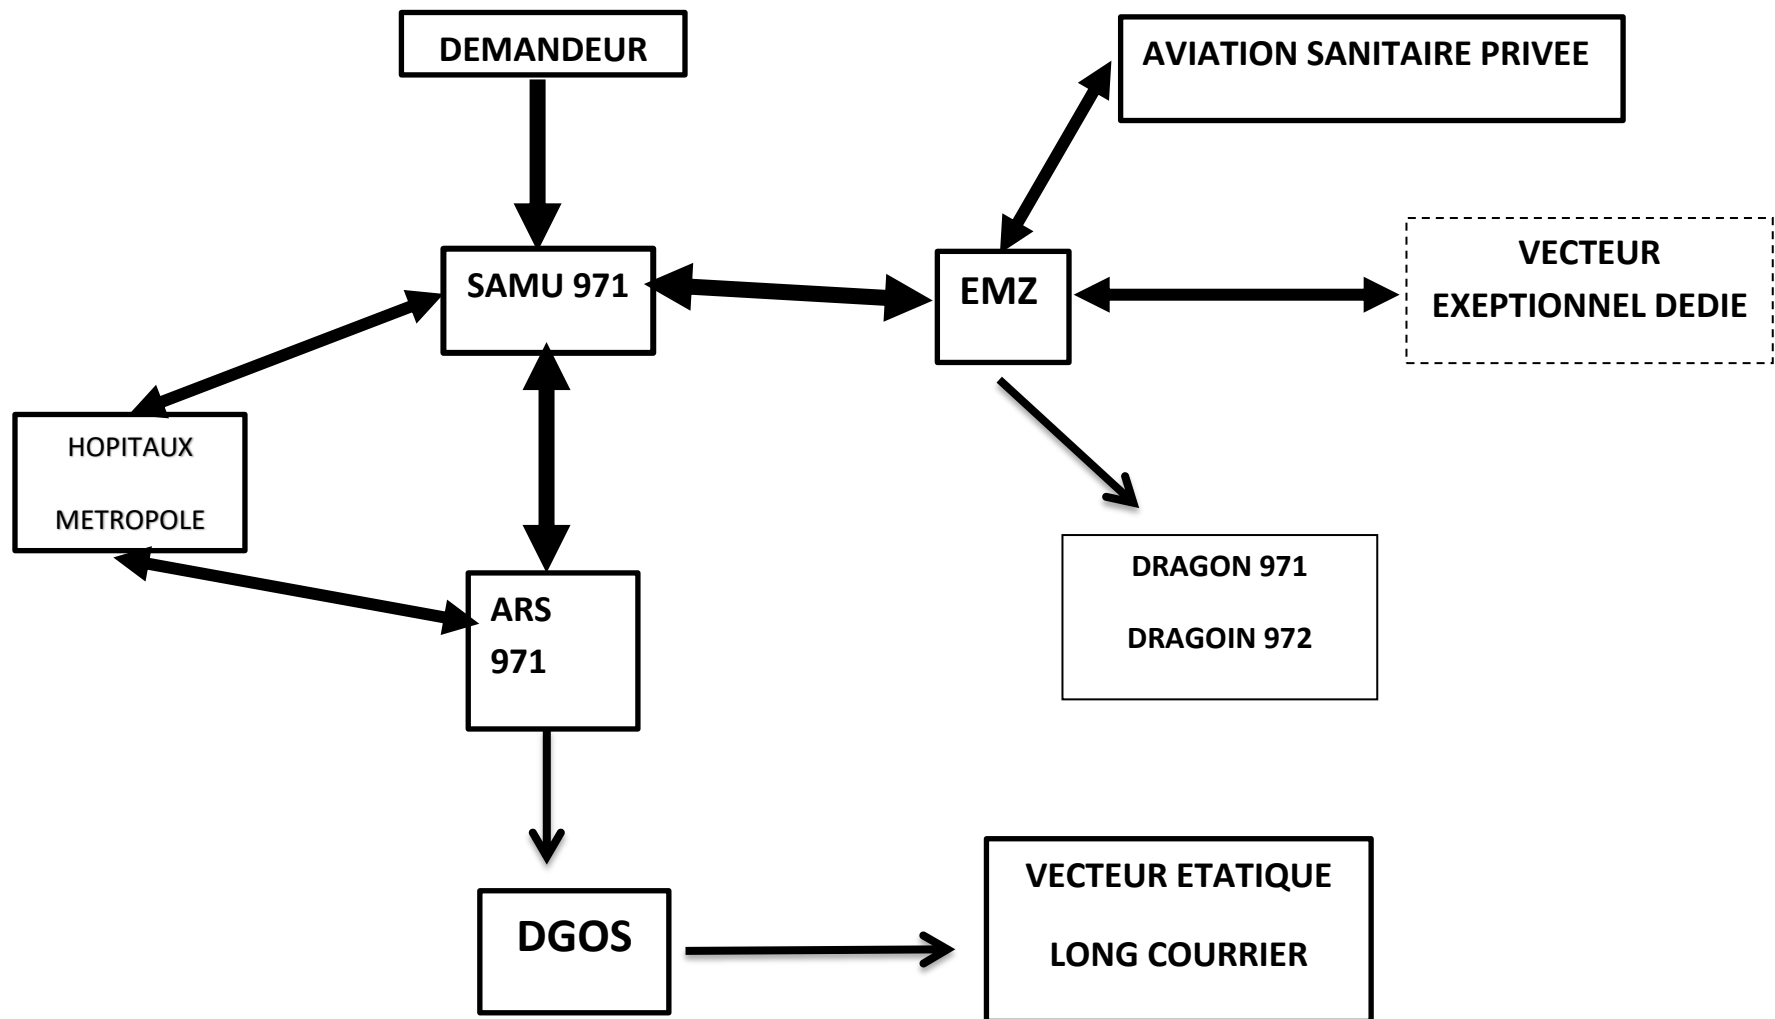 DEMANDEUR
AVIATION SANITAIRE PRIVEE
SAMU 971
EMZ
VECTEUR
EXEPTIONNEL DEDIE
HOPITAUX
METROPOLE
DRAGON 971
DRAGOIN 972
ARS
971
DGOS
VECTEUR ETATIQUE
LONG COURRIER